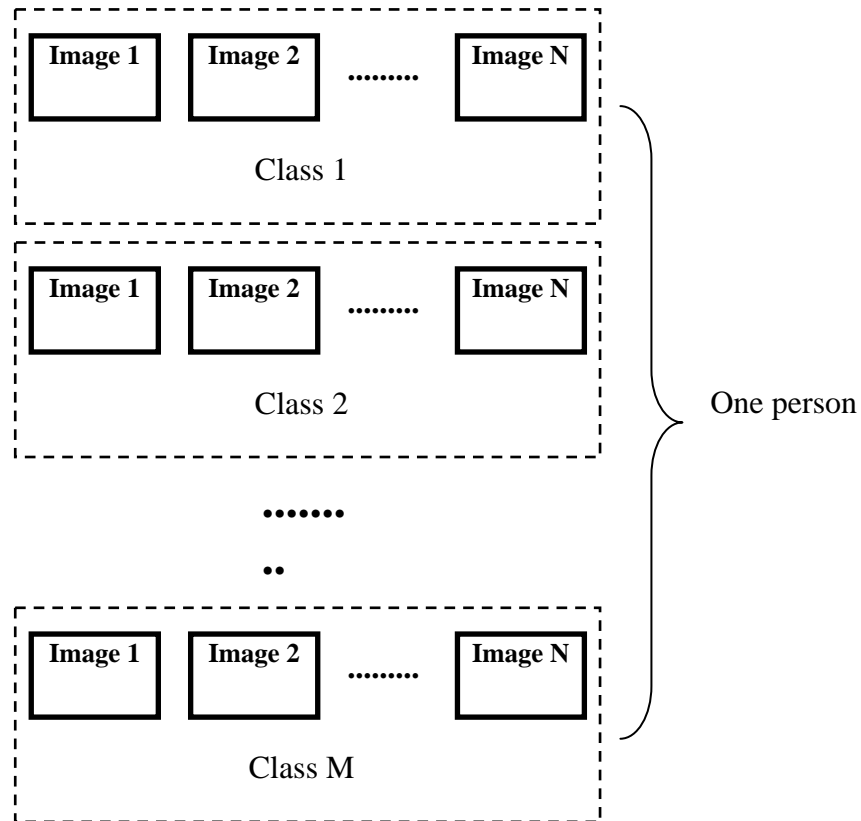 Image 1 Image 2 ......... Image N
Class 1
Image 1 Image 2 ......... Image N
Class 2
One person
.......
..
Image 1 Image 2 ......... Image N
Class M